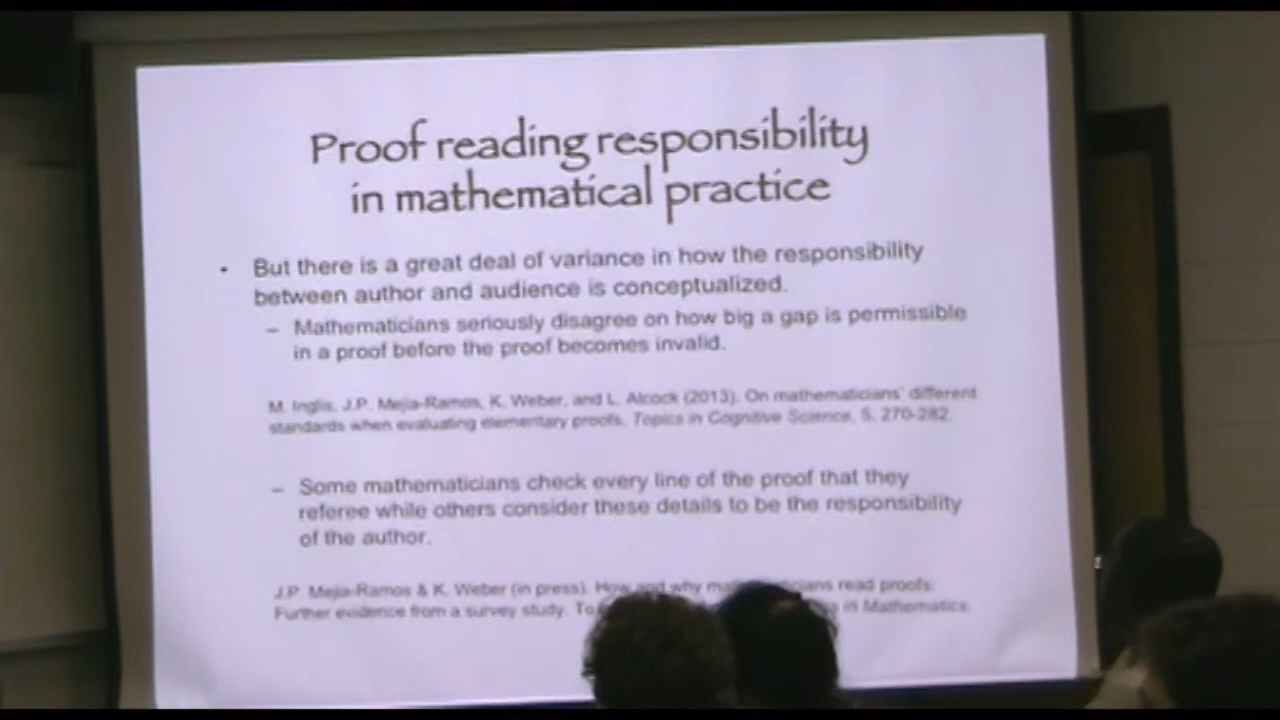 Proof reading responsibility
in mathematical practice
• But there is a great deal of variance in how the responsibility
between author and audience is conceptualized.
– Mathematicians seriously disagree on how big a gap is permissible
in a proof before the proof becomes invalid.
M. Inglis, J.P. Mejia-Ramos, K. Weber, and L. Alcock (2013). On mathematicians' different
standards when evaluating elementary proofs. Topics in Cognitive Science, 5, 270-282.
– Some mathematicians check every line of the proof that they
referee while others consider these details to be the responsibility
of the author.
J.P. Mejia-Ramos & K. Weber (in press). How and why read proofs:
Further evidence from a survey study. in Mathematics.